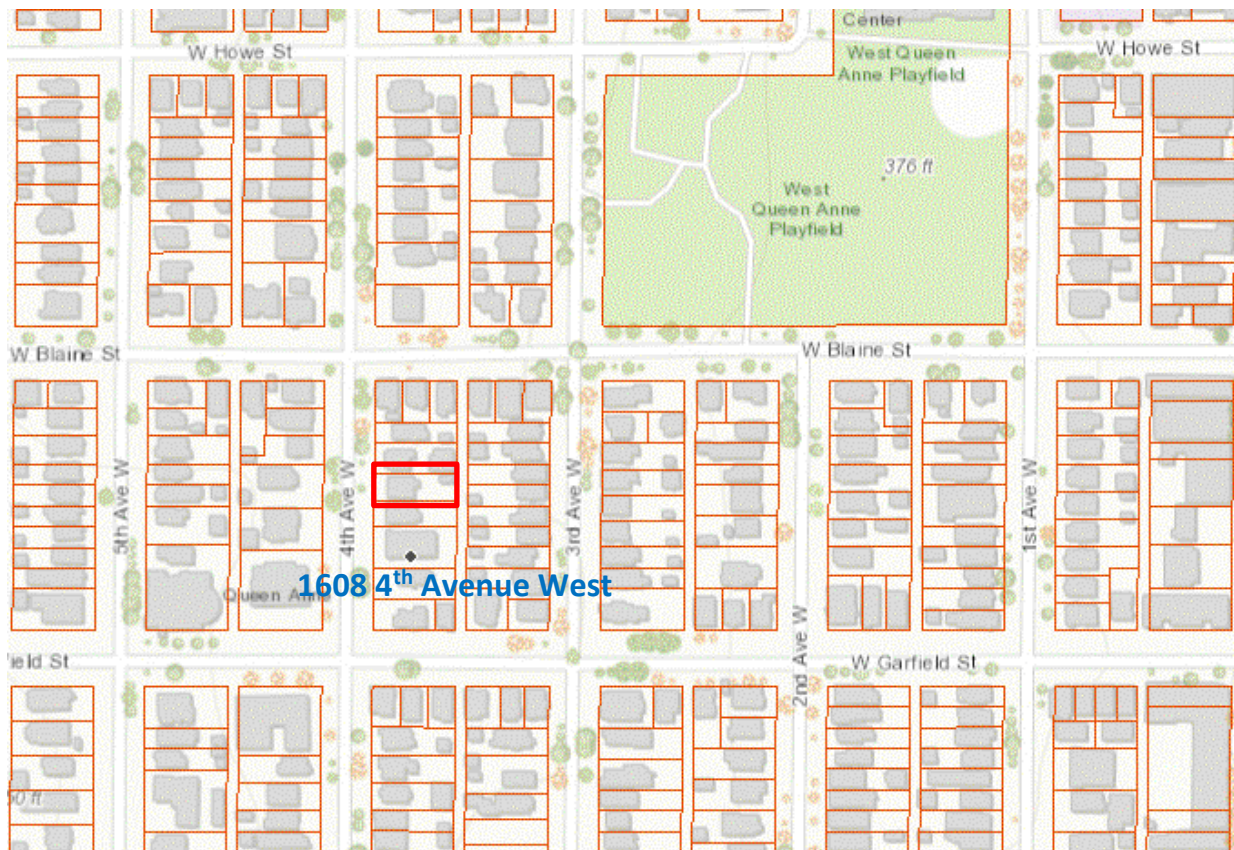 Center
W Howe St
West Queen
Anne Playfield
W Howe St
376 ft
West
Queen Anne
Playfield
W Blaine St
W Blaine St
5th Ave W
4th Ave W
3rd Ave W
1st Ave W
1608 4th Avenue West
Queen Anne
2nd Ave W
ield St
W Garfield St
50 ft